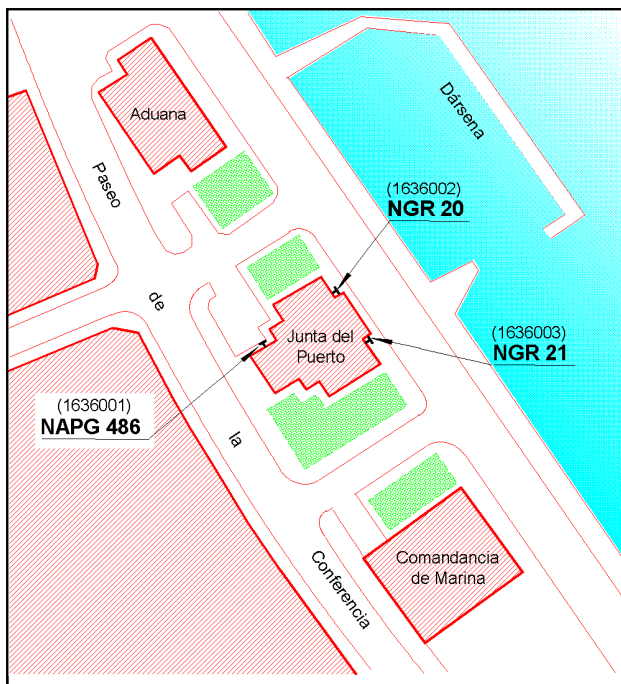 Aduana
Dársena
Paseo
(1636002)
NGR 20
de
Junta del
Puerto
(1636003)
NGR 21
(1636001)
NAPG 486
la
Comandancia
de Marina
Conferencia